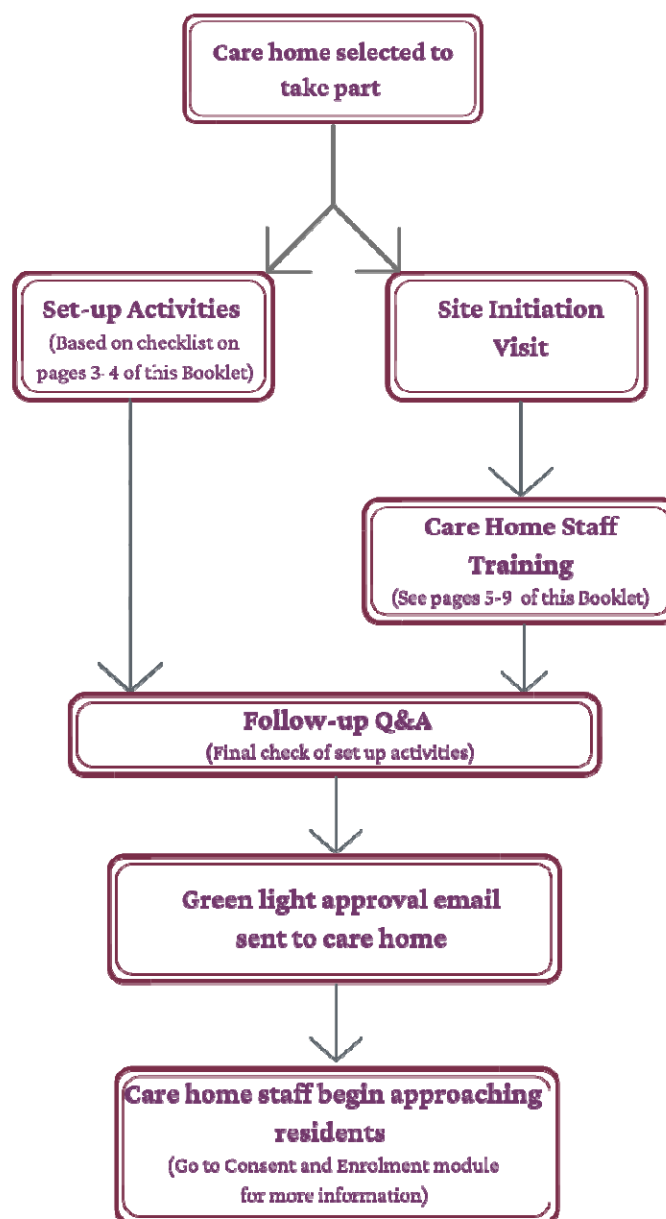 Care home selected to
take part
Set-up Activities
(Based on checklist on
pages 3-4 of this Booklet)
Site Initiation
Visit
Care Home Staff
Training
(See pages 5-9 of this Booklet)
Follow-up Q&A
(Final check of set up activities)
Green light approval email
sent to care home
Care home staff begin approaching
residents
(Go to Consent and Enrolment module
for more information)